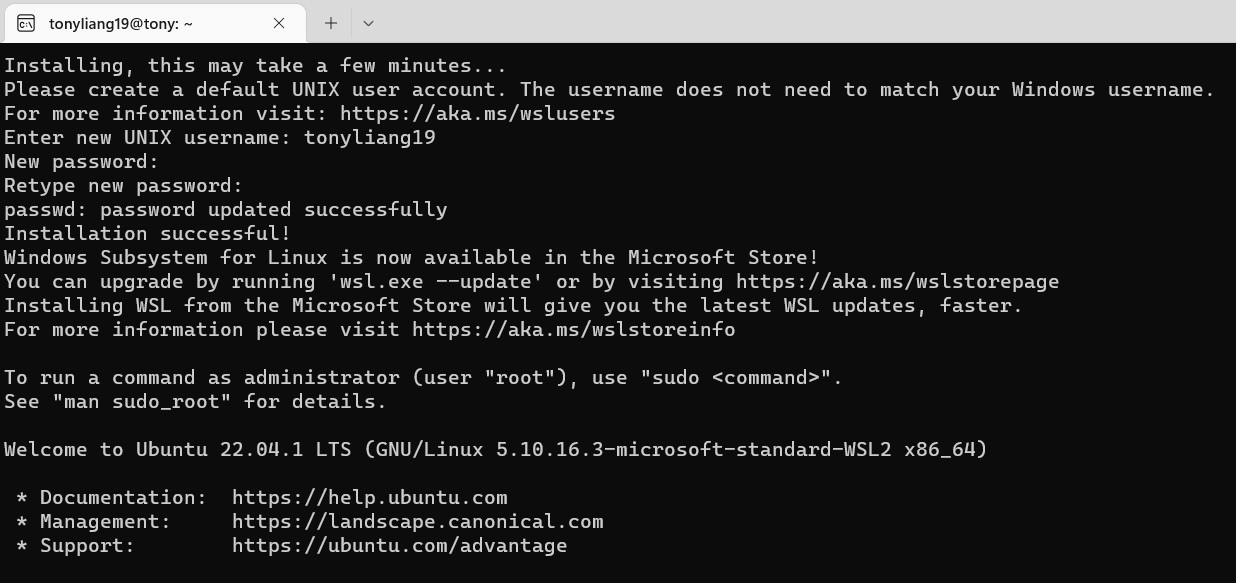 tonyliang19@tony: ~
Installing, this may take a few minutes...
Please create a default UNIX user account. The username does not need to match your Windows username.
For more information visit: https://aka.ms/wslusers
Enter new UNIX username: tonyliang19
New password:
Retype new password:
passwd: password updated successfully
Installation successful!
Windows Subsystem for Linux is now available in the Microsoft Store!
You can upgrade by running 'wsl.exe --update' or by visiting https://aka.ms/wslstorepage
Installing WSL from the Microsoft Store will give you the latest WSL updates, faster.
For more information please visit https://aka.ms/wslstoreinfo

To run a command as administrator (user "root"), use "sudo <command>".
See "man sudo_root" for details.

Welcome to Ubuntu 22.04.1 LTS (GNU/Linux 5.10.16.3-microsoft-standard-WSL2 x86_64)

 * Documentation:  https://help.ubuntu.com
 * Management:     https://landscape.canonical.com
 * Support:        https://ubuntu.com/advantage